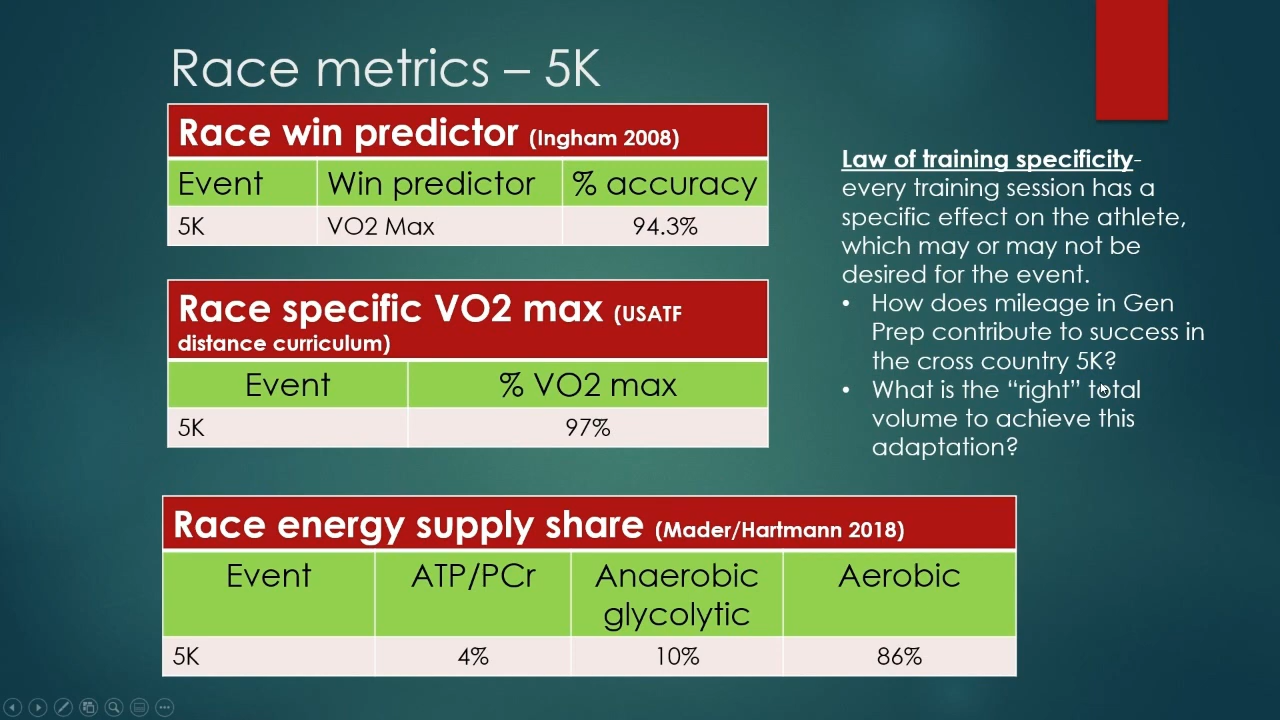 Race metrics – 5K
Race win predictor (Ingham 2008)
Event Win predictor % accuracy
5K VO2 Max 94.3%
Race specific VO2 max (USATF
distance curriculum)
Event % VO2 max
5K 97%
Race energy supply share (Mader/Hartmann 2018)
Event ATP/PCr Anaerobic Aerobic
glycolytic
5K 4% 10% 86%
Law of training specificity-
every training session has a
specific effect on the athlete,
which may or may not be
desired for the event.
• How does mileage in Gen
Prep contribute to success in
the cross country 5K?
• What is the “right” total
volume to achieve this
adaptation?